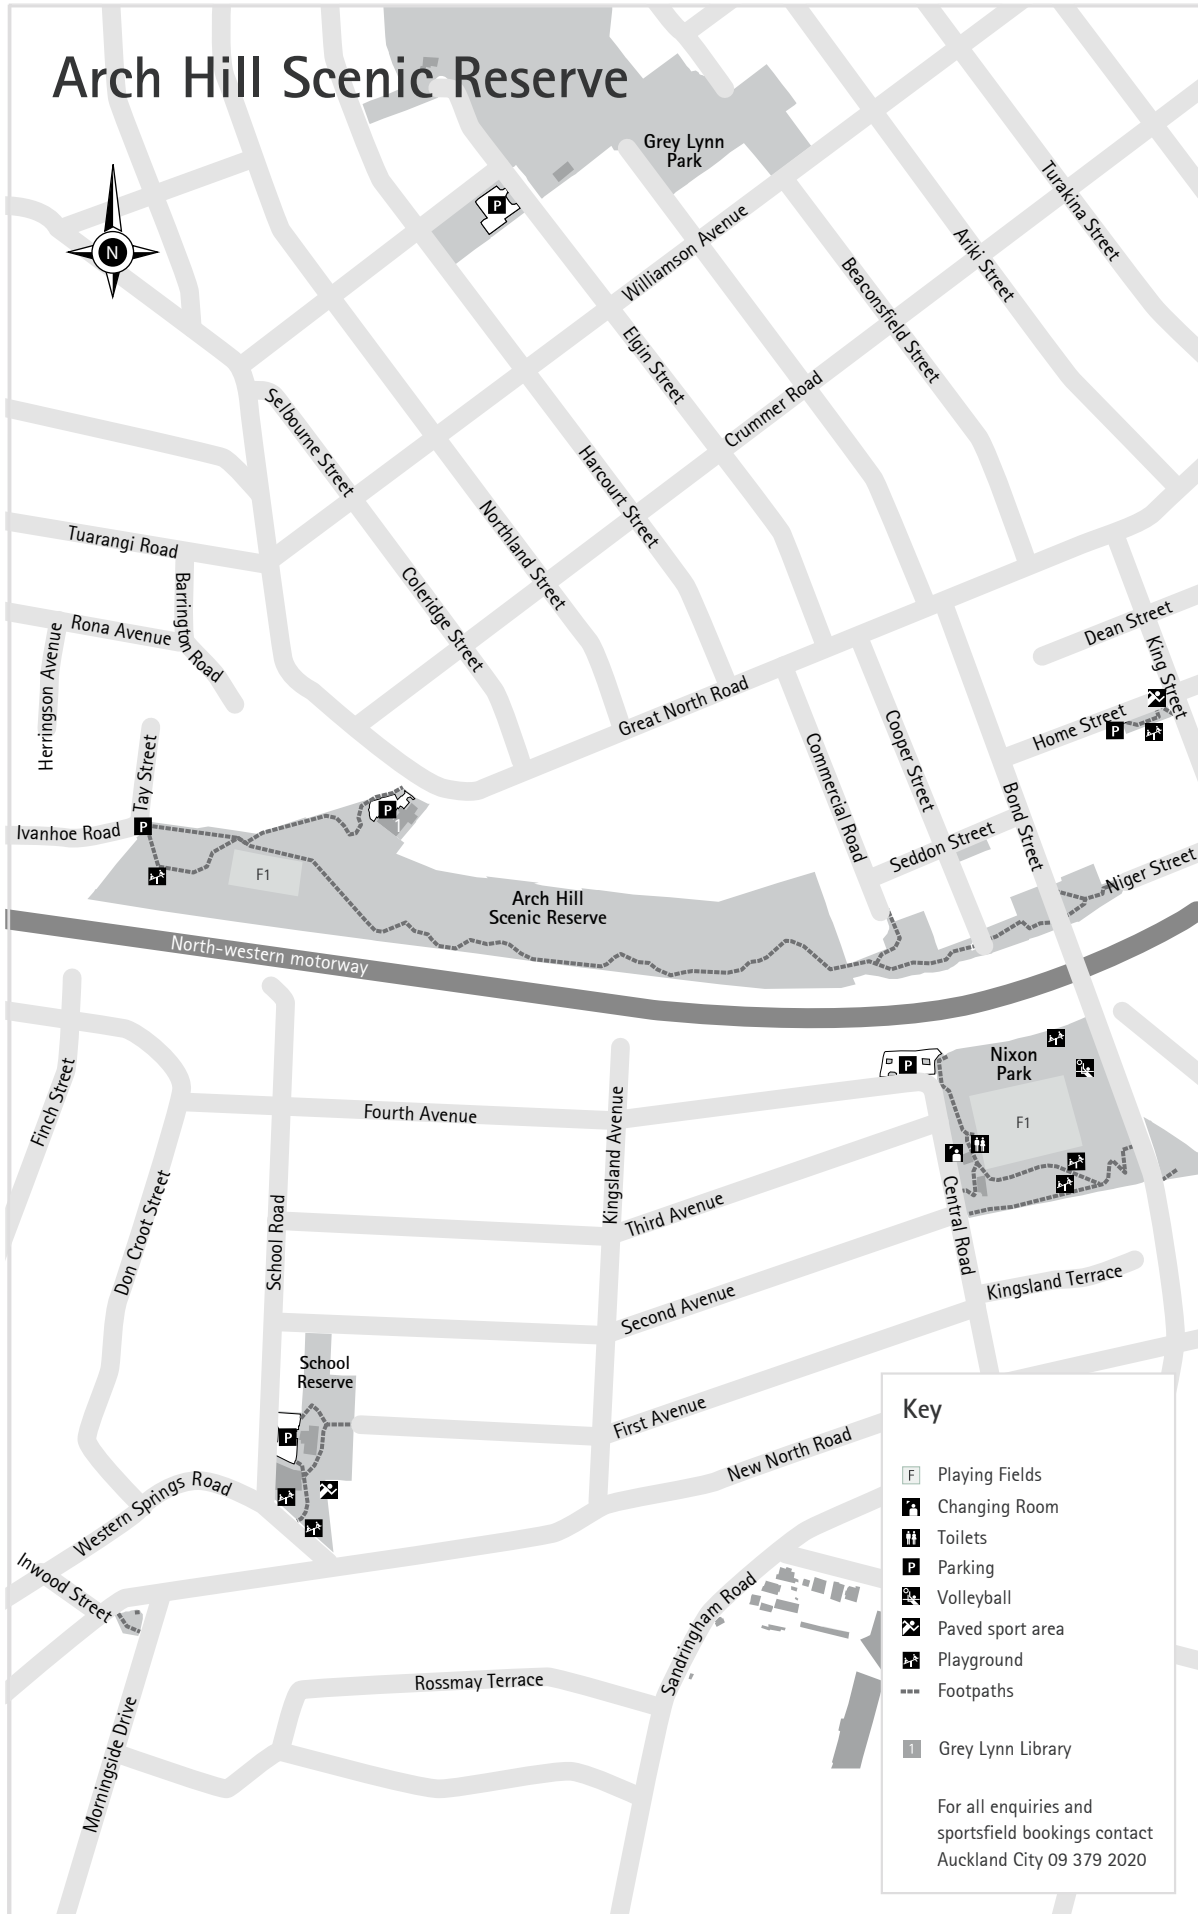 Arch Hill Scenic Reserve
Grey Lynn
Park
P
N
Turakina Street
Ariki Street
Williamson Avenue
Beaconsfield Street
Elgin Street
Crummer Road
Selbourne Street
Harcourt Street
Northland Street
Tuarangi Road
Coleridge Street
Barrington Road
Rona Avenue
Herringson Avenue
Dean Street
King Street
Great North Road
Home Street
P
Cooper Street
Commercial Road
Tay Street
Bond Street
P
1
P
Ivanhoe Road
Seddon Street
Niger Street
F1
Arch Hill
Scenic Reserve
North-western motorway
Nixon
Park
P
Finch Street
Fourth Avenue
Kingsland Avenue
F1
Don Croot Street
School Road
Third Avenue
Central Road
Kingsland Terrace
Second Avenue
School
Reserve
First Avenue
P
New North Road
Western Springs Road
Inwood Street
Sandringham Road
Rossmay Terrace
Morningside Drive
Key
F Playing Fields
Changing Room
Toilets
P Parking
Volleyball
Paved sport area
Playground
Footpaths
1 Grey Lynn Library
For all enquiries and
sportsfield bookings contact
Auckland City 09 379 2020